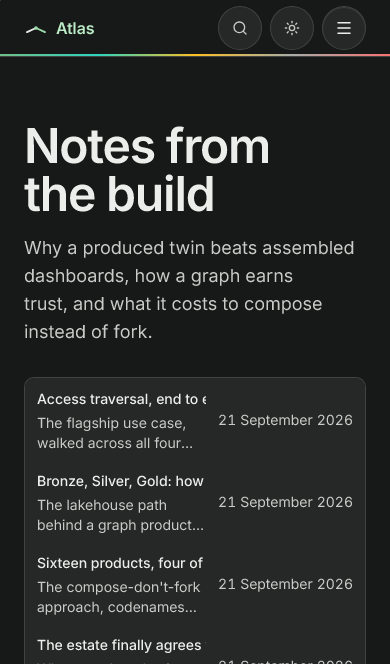 Atlas
Notes from
the build
Why a produced twin beats assembled
dashboards, how a graph earns
trust, and what it costs to compose
instead of fork.
Access traversal, end to
The flagship use case,
walked across all four...
21 September 2026
Bronze, Silver, Gold: how
The lakehouse path
behind a graph product...
21 September 2026
Sixteen products, four of
The compose-don't-fork
approach, codenames...
21 September 2026
The estate finally agrees
21 September 2026